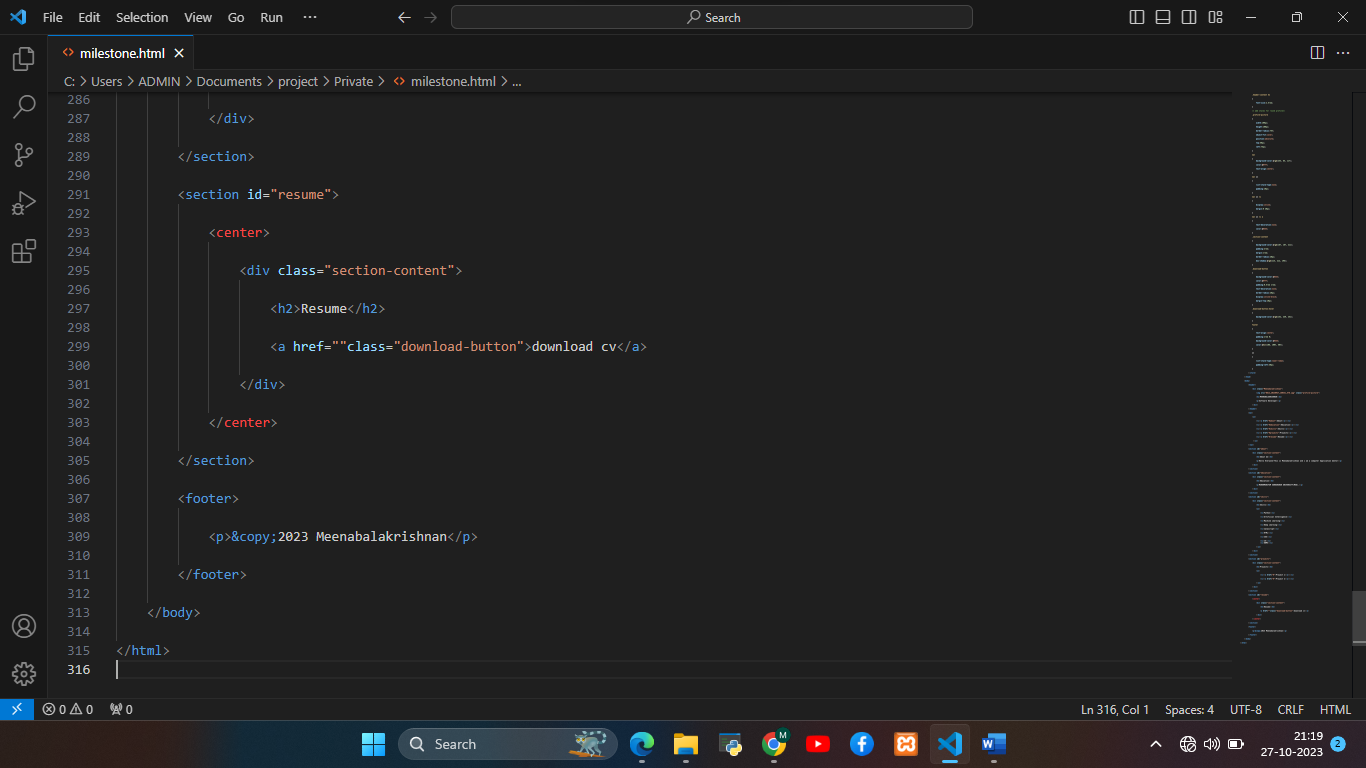 File Edit Selection View Go Run ··· Search
milestone.html
C: > Users > ADMIN > Documents > project > Private > milestone.html > ...
286
287 </div>
288
289 </section>
290
291 <section id="resume">
292
293 <center>
294
295 <div class="section-content">
296
297 <h2>Resume</h2>
298
299 <a href=""class="download-button">download cv</a>
300
301 </div>
302
303 </center>
304
305 </section>
306
307 <footer>
308
309 <p>&copy;2023 Meenabalakrishnan</p>
310
311 </footer>
312
313 </body>
314
315 </html>
316
0 0 0 Ln 316, Col 1 Spaces: 4 UTF-8 CRLF HTML
Search M 21:19
27-10-2023 2